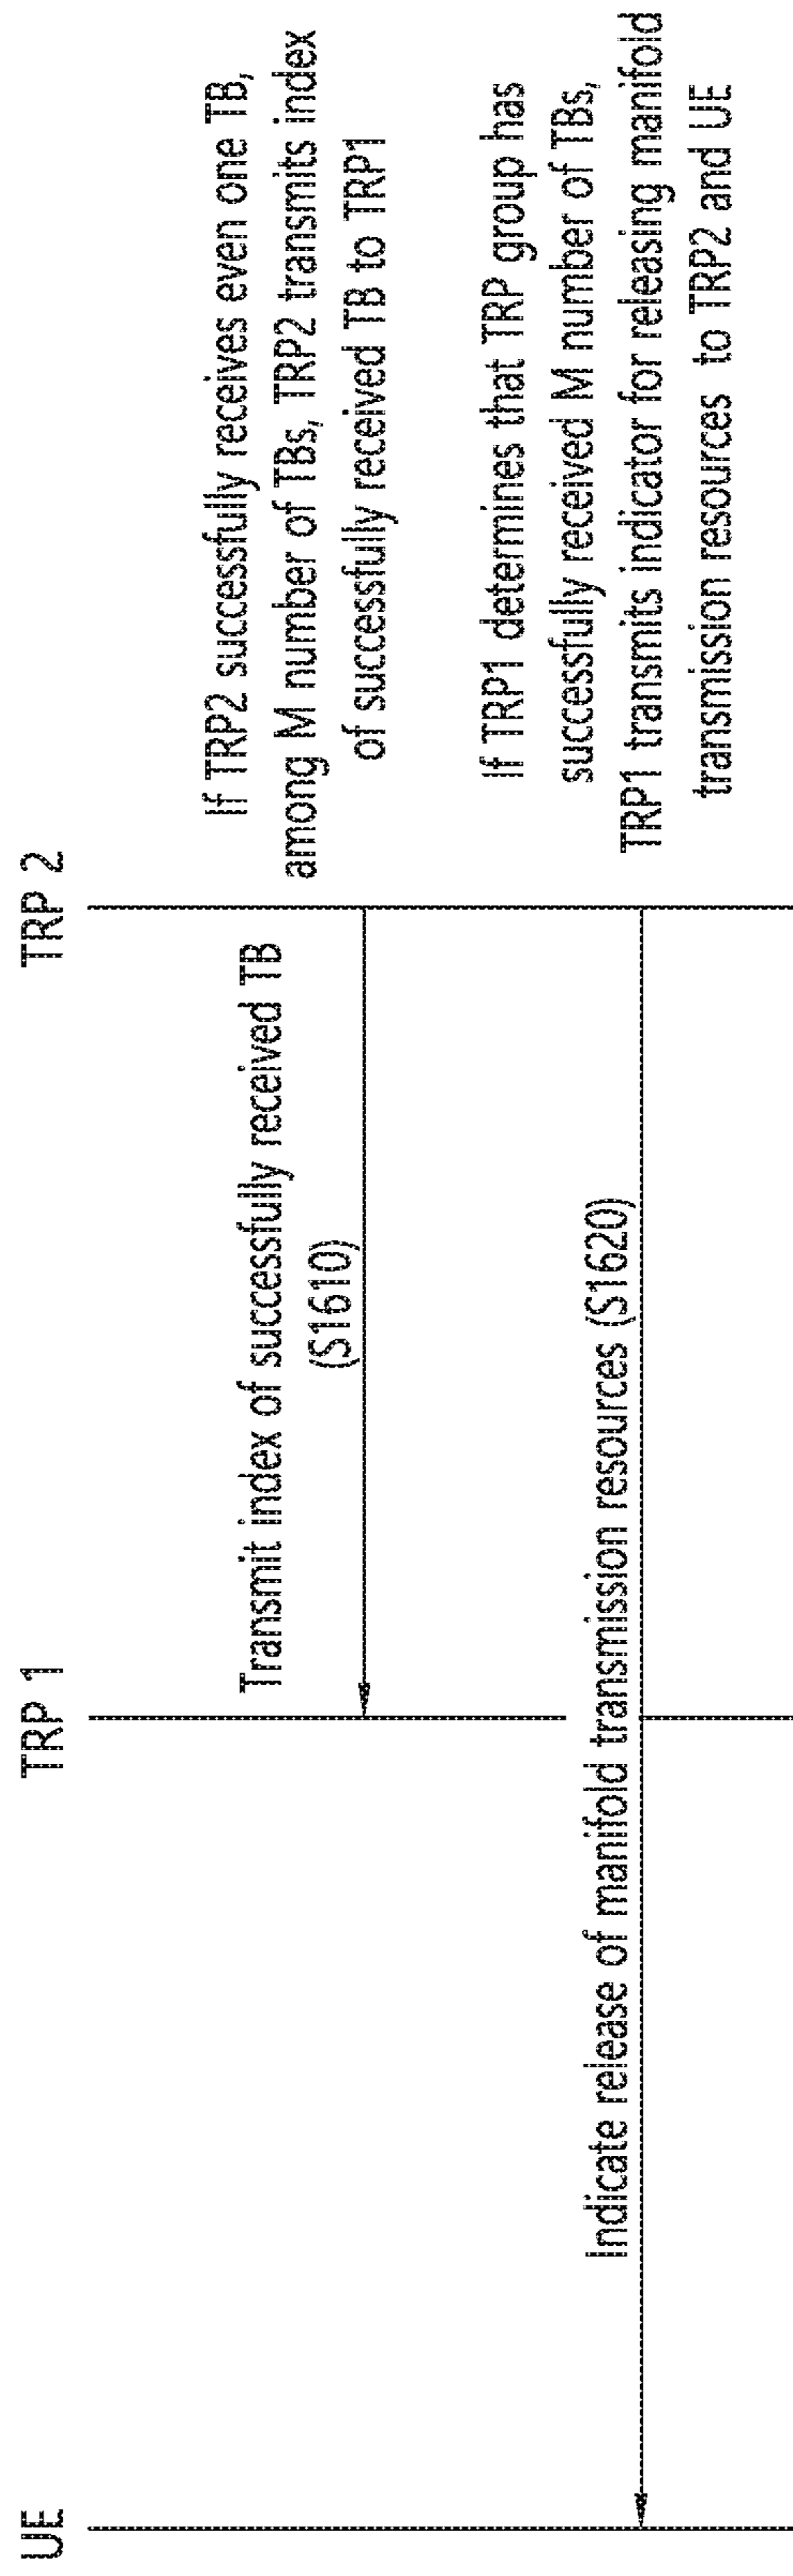 UE
TRP 1
TRP 2
Transmit index of successfully received TB
(S1610)
If TRP2 successfully receives even one TB,
among M number of TBs, TRP2 transmits index
of successfully received TB to TRP1
Indicate release of manifold transmission resources (S1620)
If TRP1 determines that TRP group has
successfully received M number of TBs,
TRP1 transmits indicator for releasing manifold
transmission resources to TRP2 and UE